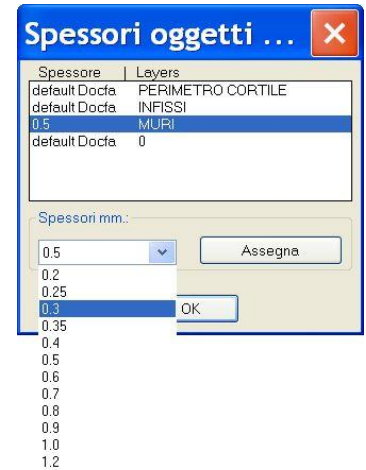 Spessori oggetti ...
Spessore | Layers
default Docfa PERIMETRO CORTILE
default Docfa INFISSI
0.5 MURI
default Docfa 0
Spessori mm.:
0.5 Assegna
0.2
0.25
0.3 OK
0.35
0.4
0.5
0.6
0.7
0.8
0.9
1.0
1.2